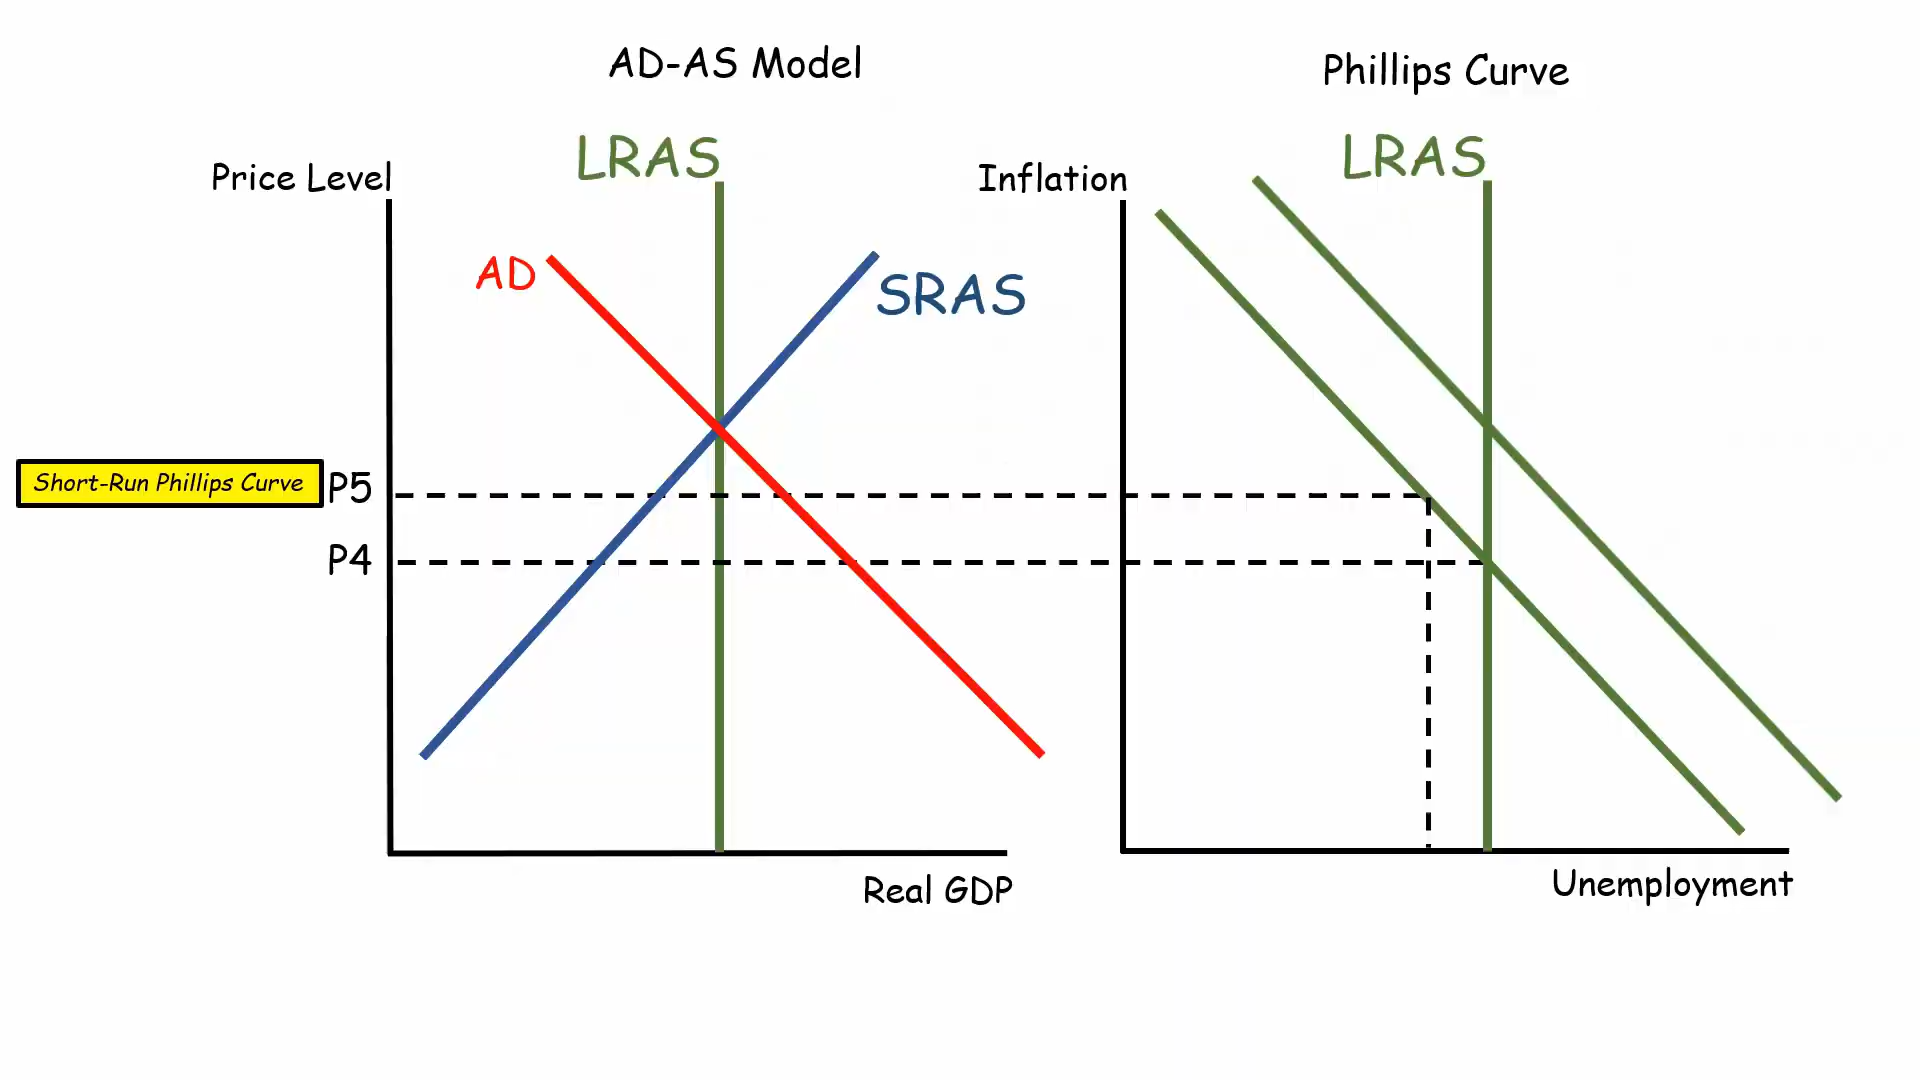 AD-AS Model
Phillips Curve
LRAS
LRAS
Price Level
Inflation
AD
SRAS
Short-Run Phillips Curve
P5
P4
Real GDP
Unemployment